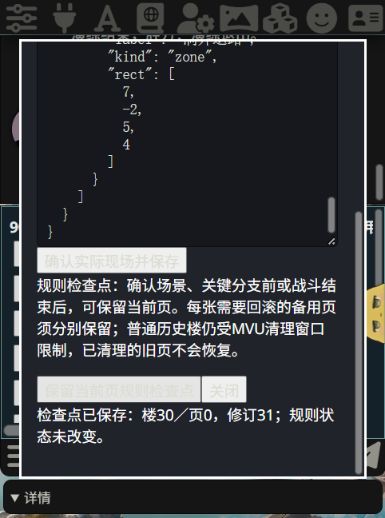 "kind": "zone",
"rect": [
7,
-2,
5,
4
]
}
]
}
}
确认实际现场并保存
规则检查点：确认场景、关键分支前或战斗结
束后，可保留当前页。每张需要回滚的备用页
须分别保留；普通历史楼仍受MVU清理窗口
限制，已清理的旧页不会恢复。
保留当前页规则检查点 关闭
检查点已保存：楼30／页0，修订31；规则状
态未改变。
▼ 详情